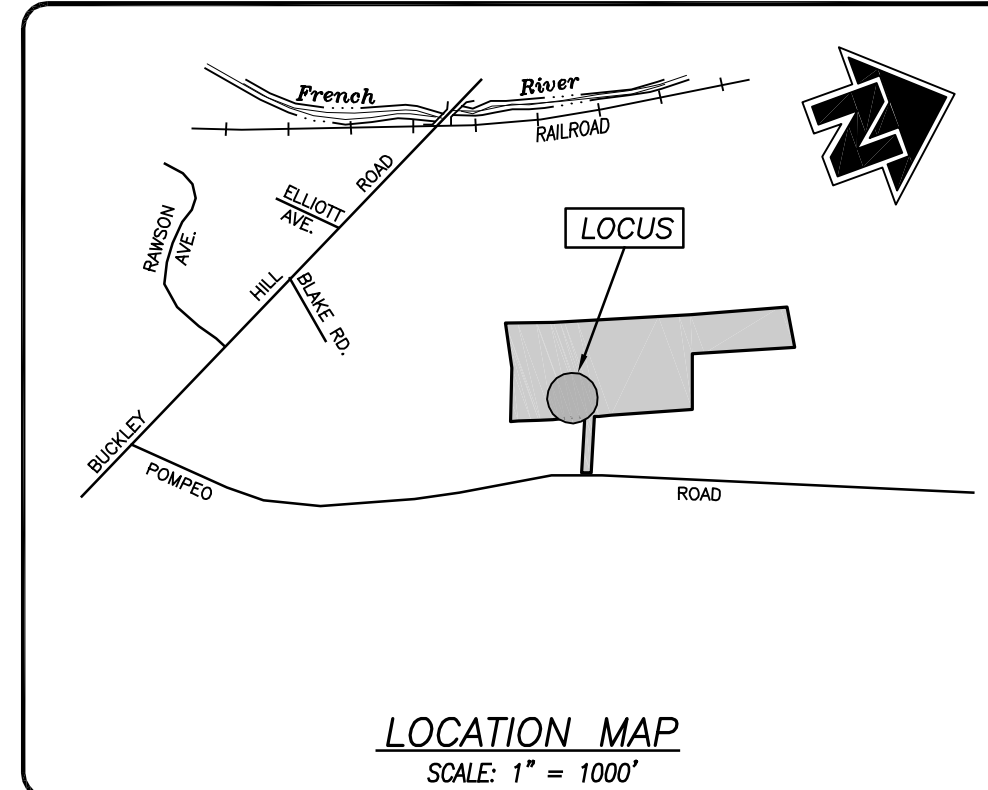 French River
RAILROAD
ELLIOTT
AVE.
RAWSON
AVE.
BUCKLEY HILL ROAD
BLAKE RD.
LOCUS
POMPEO ROAD
N
LOCATION MAP
SCALE: 1" = 1000'